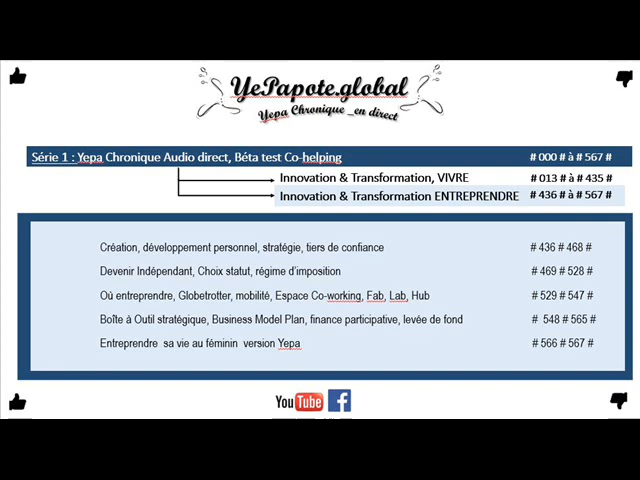 YePapote.global
Yepa Chronique _en direct
Série 1 : Yepa Chronique Audio direct, Béta test Co-helping # 000 # à # 567 #
Innovation & Transformation, VIVRE # 013 # à # 435 #
Innovation & Transformation ENTREPRENDRE # 436 # à # 567 #
Création, développement personnel, stratégie, tiers de confiance # 436 # 468 #
Devenir Indépendant, Choix statut, régime d'imposition # 469 # 528 #
Où entreprendre, Globetrotter, mobilité, Espace Co-working, Fab, Lab, Hub # 529 # 547 #
Boîte à Outil stratégique, Business Model Plan, finance participative, levée de fond # 548 # 565 #
Entreprendre sa vie au féminin version Yepa # 566 # 567 #
YouTube f